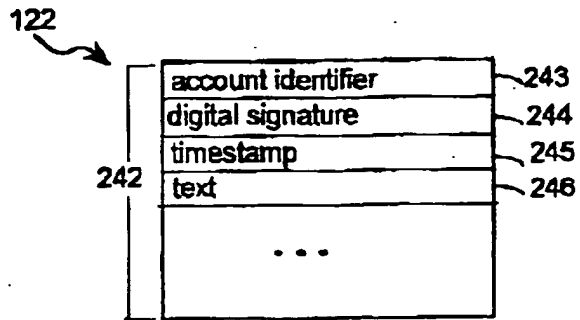 122
account identifier 243
digital signature 244
timestamp 245
242 text 246
...